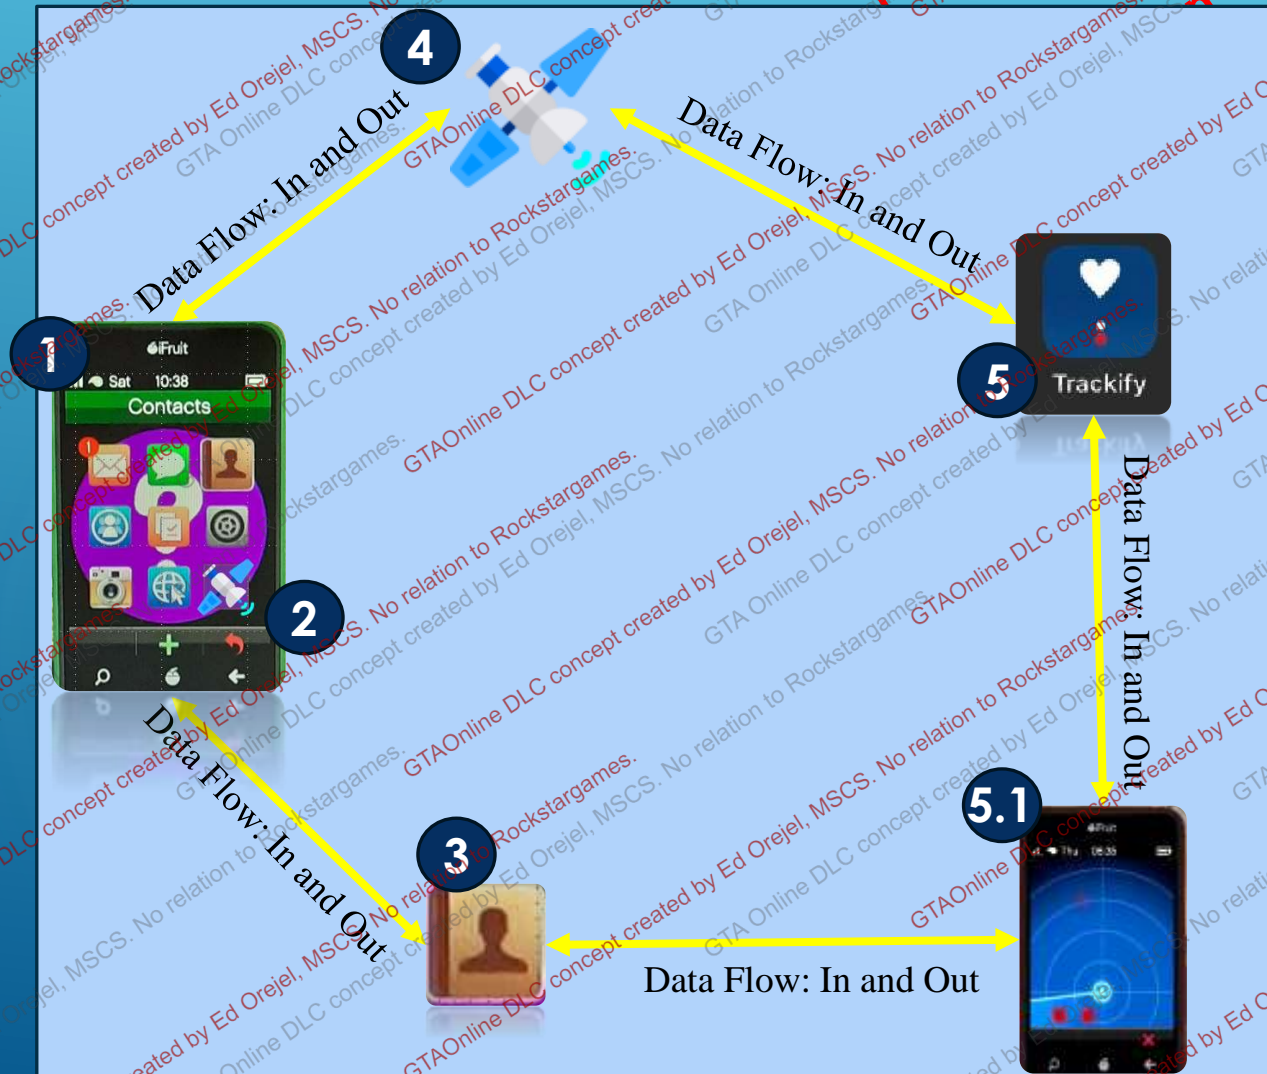 4
Data Flow: In and Out
Data Flow: In and Out
1
iFruit
Sat 10:38
Contacts
1
2
5
Trackify
Data Flow: In and Out
Data Flow: In and Out
3
5.1
iFruit
Thu
Data Flow: In and Out
GTAOnline DLC concept created by Ed Orejel, MSCS. No relation to Rockstargames.
GTA Online DLC concept created by Ed Orejel, MSCS. No relation to Rockstargames.